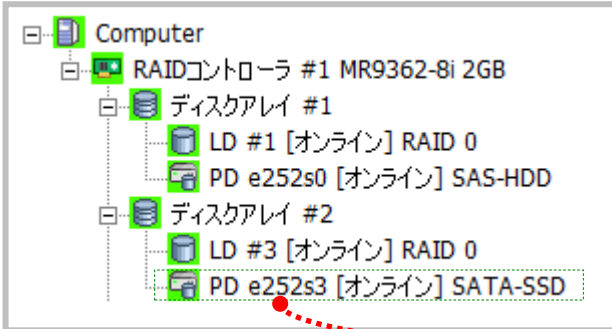 Computer
RAIDコントローラ #1 MR9362-8i 2GB
ディスクアレイ #1
LD #1 [オンライン] RAID 0
PD e252s0 [オンライン] SAS-HDD
ディスクアレイ #2
LD #3 [オンライン] RAID 0
PD e252s3 [オンライン] SATA-SSD